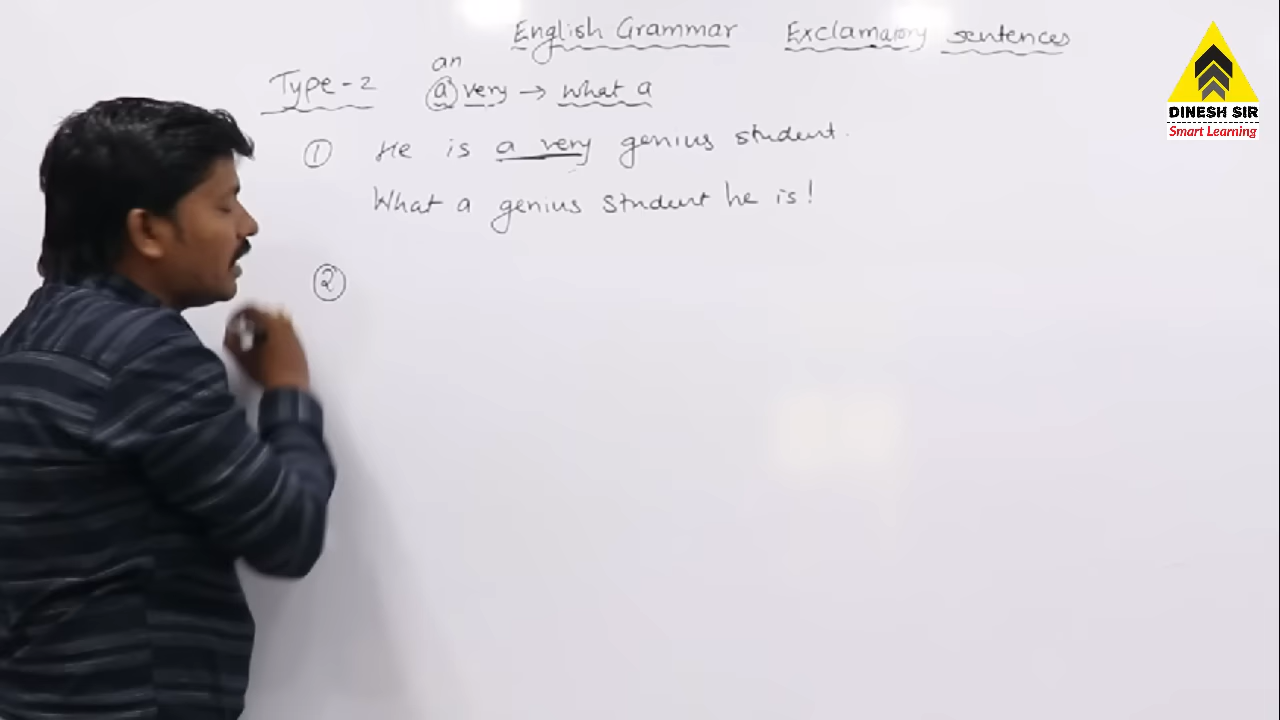 English Grammar Exclamatory sentences
an
Type-2 a very → what a
① He is a very genius student.
What a genius student he is!
②
DINESH SIR
Smart Learning